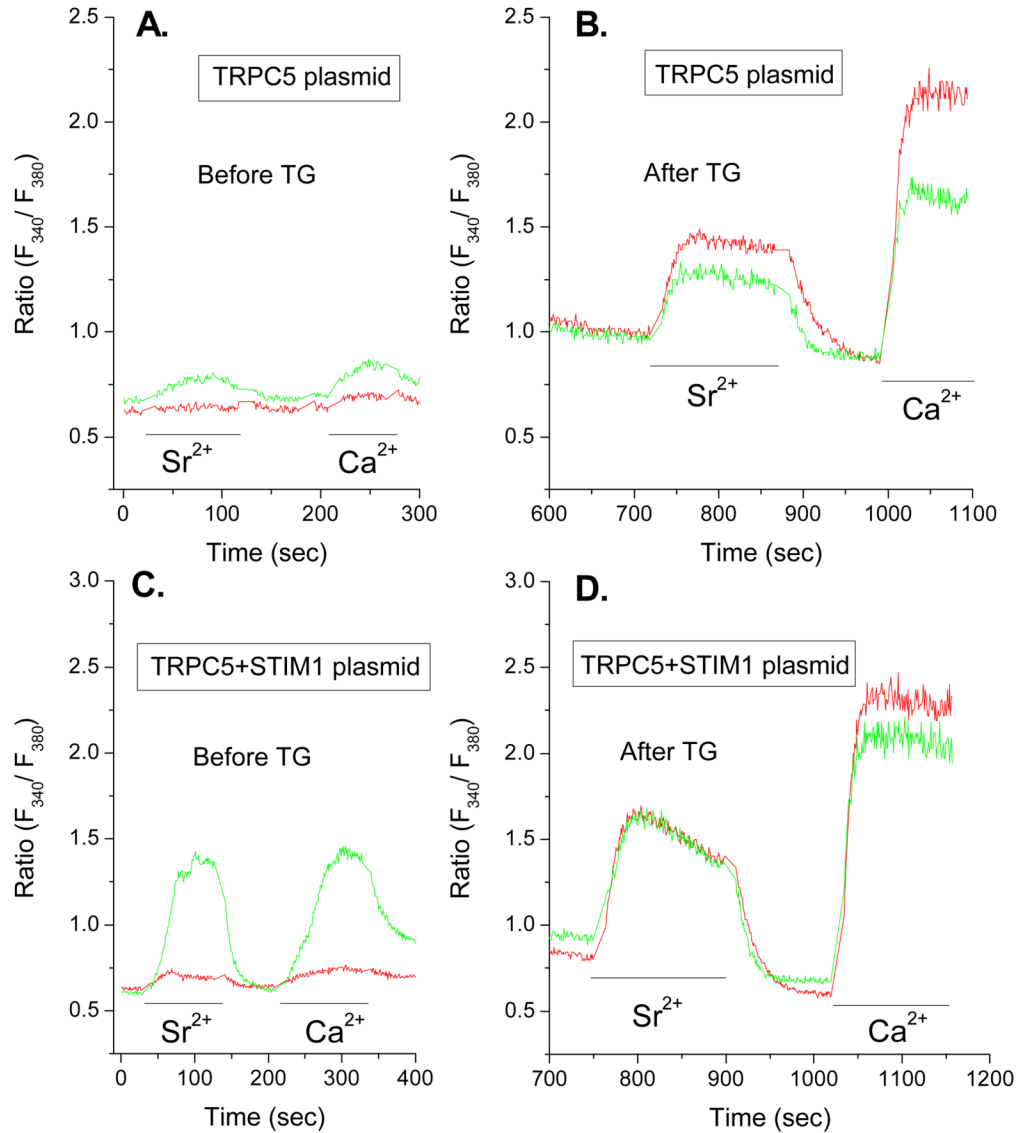 A.
TRPC5 plasmid
Before TG
Ratio (F340/ F380)
2.5
2.0
1.5
1.0
0.5
Sr2+
Ca2+
0
100
200
300
Time (sec)
B.
TRPC5 plasmid
After TG
Ratio (F340/ F380)
2.5
2.0
1.5
1.0
0.5
Sr2+
Ca2+
600
700
800
900
1000
1100
Time (sec)
C.
TRPC5+STIM1 plasmid
Before TG
Ratio (F340/ F380)
3.0
2.5
2.0
1.5
1.0
0.5
Sr2+
Ca2+
0
100
200
300
400
Time (sec)
D.
TRPC5+STIM1 plasmid
After TG
Ratio (F340/ F380)
3.0
2.5
2.0
1.5
1.0
0.5
Sr2+
Ca2+
700
800
900
1000
1100
1200
Time (sec)